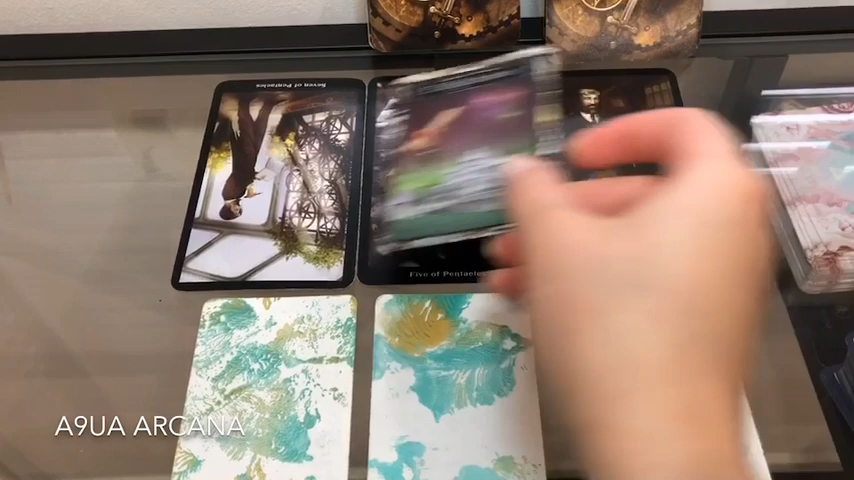 Seven of Pentacles
Five of Pentacles
A9UA ARCANA